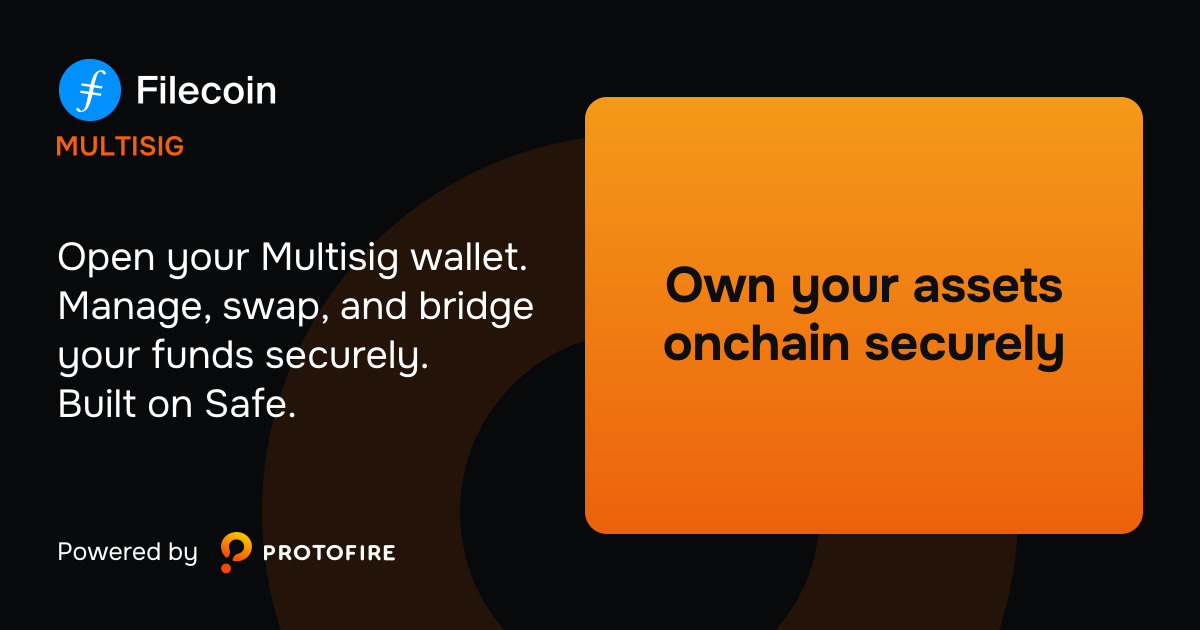 Filecoin
MULTISIG
Open your Multisig wallet.
Manage, swap, and bridge
your funds securely.
Built on Safe.
Powered by PROTOFIRE
Own your assets
onchain securely